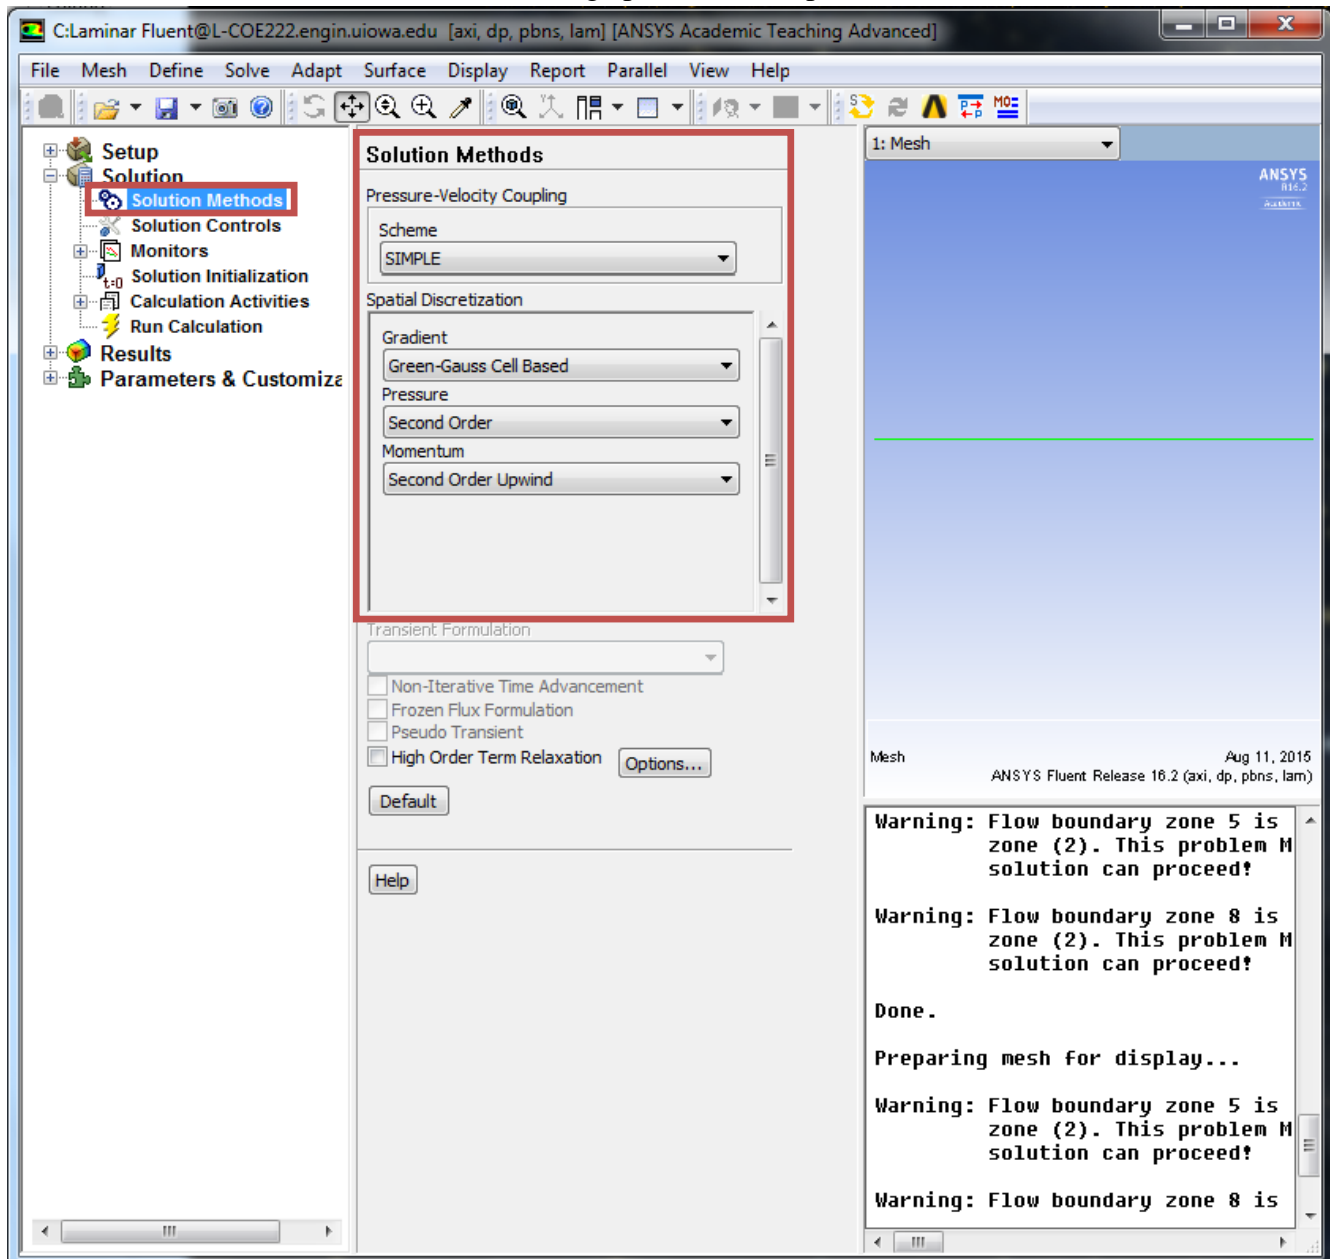 C:Laminar Fluent@L-COE222.engin.uiowa.edu [axi, dp, pbns, lam] [ANSYS Academic Teaching Advanced]
File Mesh Define Solve Adapt Surface Display Report Parallel View Help
Setup
Solution
Solution Methods
Solution Controls
Monitors
Solution Initialization
Calculation Activities
Run Calculation
Results
Parameters & Customiza
Solution Methods
Pressure-Velocity Coupling
Scheme
SIMPLE
Spatial Discretization
Gradient
Green-Gauss Cell Based
Pressure
Second Order
Momentum
Second Order Upwind
Transient Formulation
Non-Iterative Time Advancement
Frozen Flux Formulation
Pseudo Transient
High Order Term Relaxation Options...
Default
Help
1: Mesh
ANSYS
R16.2
Academic
Mesh
Aug 11, 2015
ANSYS Fluent Release 16.2 (axi, dp, pbns, lam)
Warning: Flow boundary zone 5 is
zone (2). This problem M
solution can proceed!
Warning: Flow boundary zone 8 is
zone (2). This problem M
solution can proceed!
Done.
Preparing mesh for display...
Warning: Flow boundary zone 5 is
zone (2). This problem M
solution can proceed!
Warning: Flow boundary zone 8 is